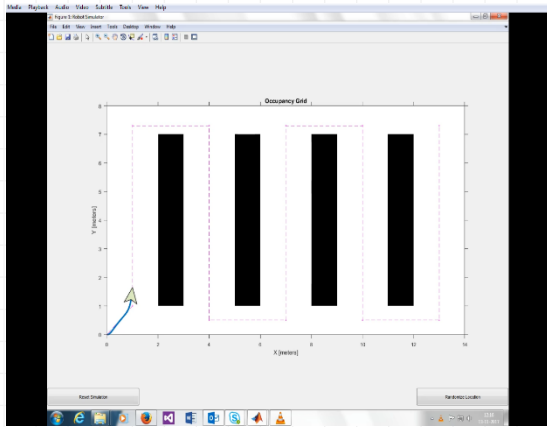 Media Playback Audio Video Subtitle Tools View Help
Figure 1: Robot Simulator
File Edit View Insert Tools Desktop Window Help
Occupancy Grid
8
7
6
5
4
3
2
1
0
Y [meters]
0 2 4 6 8 10 12 14
X [meters]
Reset Simulation Randomize Location